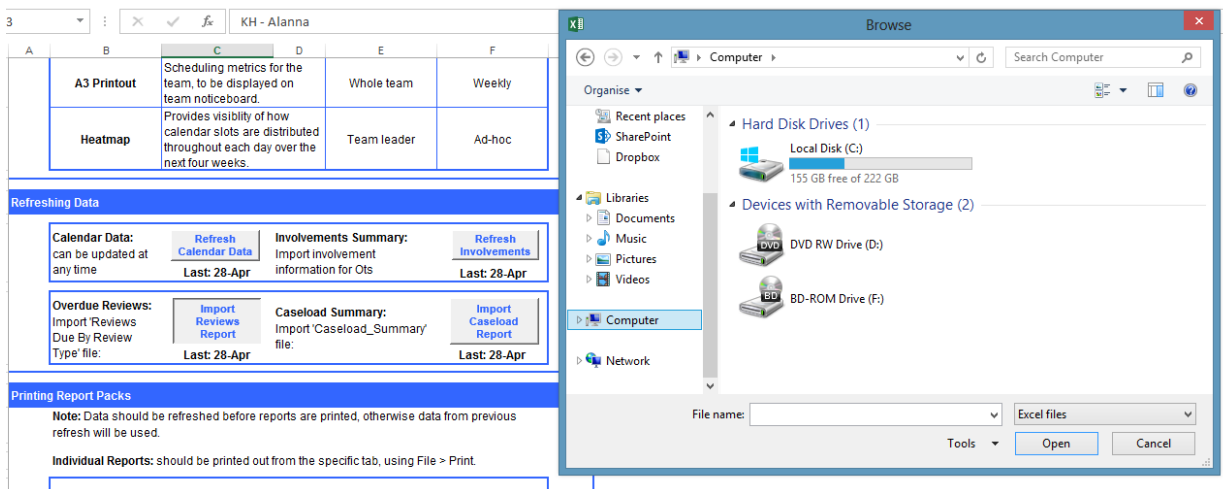 3
fx
KH - Alanna
A B C D E F
A3 Printout
Scheduling metrics for the
team, to be displayed on
team noticeboard.
Whole team
Weekly
Heatmap
Provides visiblity of how
calendar slots are distributed
throughout each day over the
next four weeks.
Team leader
Ad-hoc
Refreshing Data
Calendar Data:
can be updated at
any time
Refresh
Calendar Data
Last: 28-Apr
Involvements Summary:
Import involvement
information for Ots
Refresh
Involvements
Last: 28-Apr
Overdue Reviews:
Import 'Reviews
Due By Review
Type' file:
Import
Reviews
Report
Last: 28-Apr
Caseload Summary:
Import 'Caseload_Summary'
file:
Import
Caseload
Report
Last: 28-Apr
Printing Report Packs
Note: Data should be refreshed before reports are printed, otherwise data from previous
refresh will be used.
Individual Reports: should be printed out from the specific tab, using File > Print.
Browse
Computer
Search Computer
Organise
Recent places
SharePoint
Dropbox
Libraries
Documents
Music
Pictures
Videos
Computer
Network
Hard Disk Drives (1)
Local Disk (C:)
155 GB free of 222 GB
Devices with Removable Storage (2)
DVD
DVD RW Drive (D:)
BD
BD-ROM Drive (F:)
File name:
Excel files
Tools
Open
Cancel